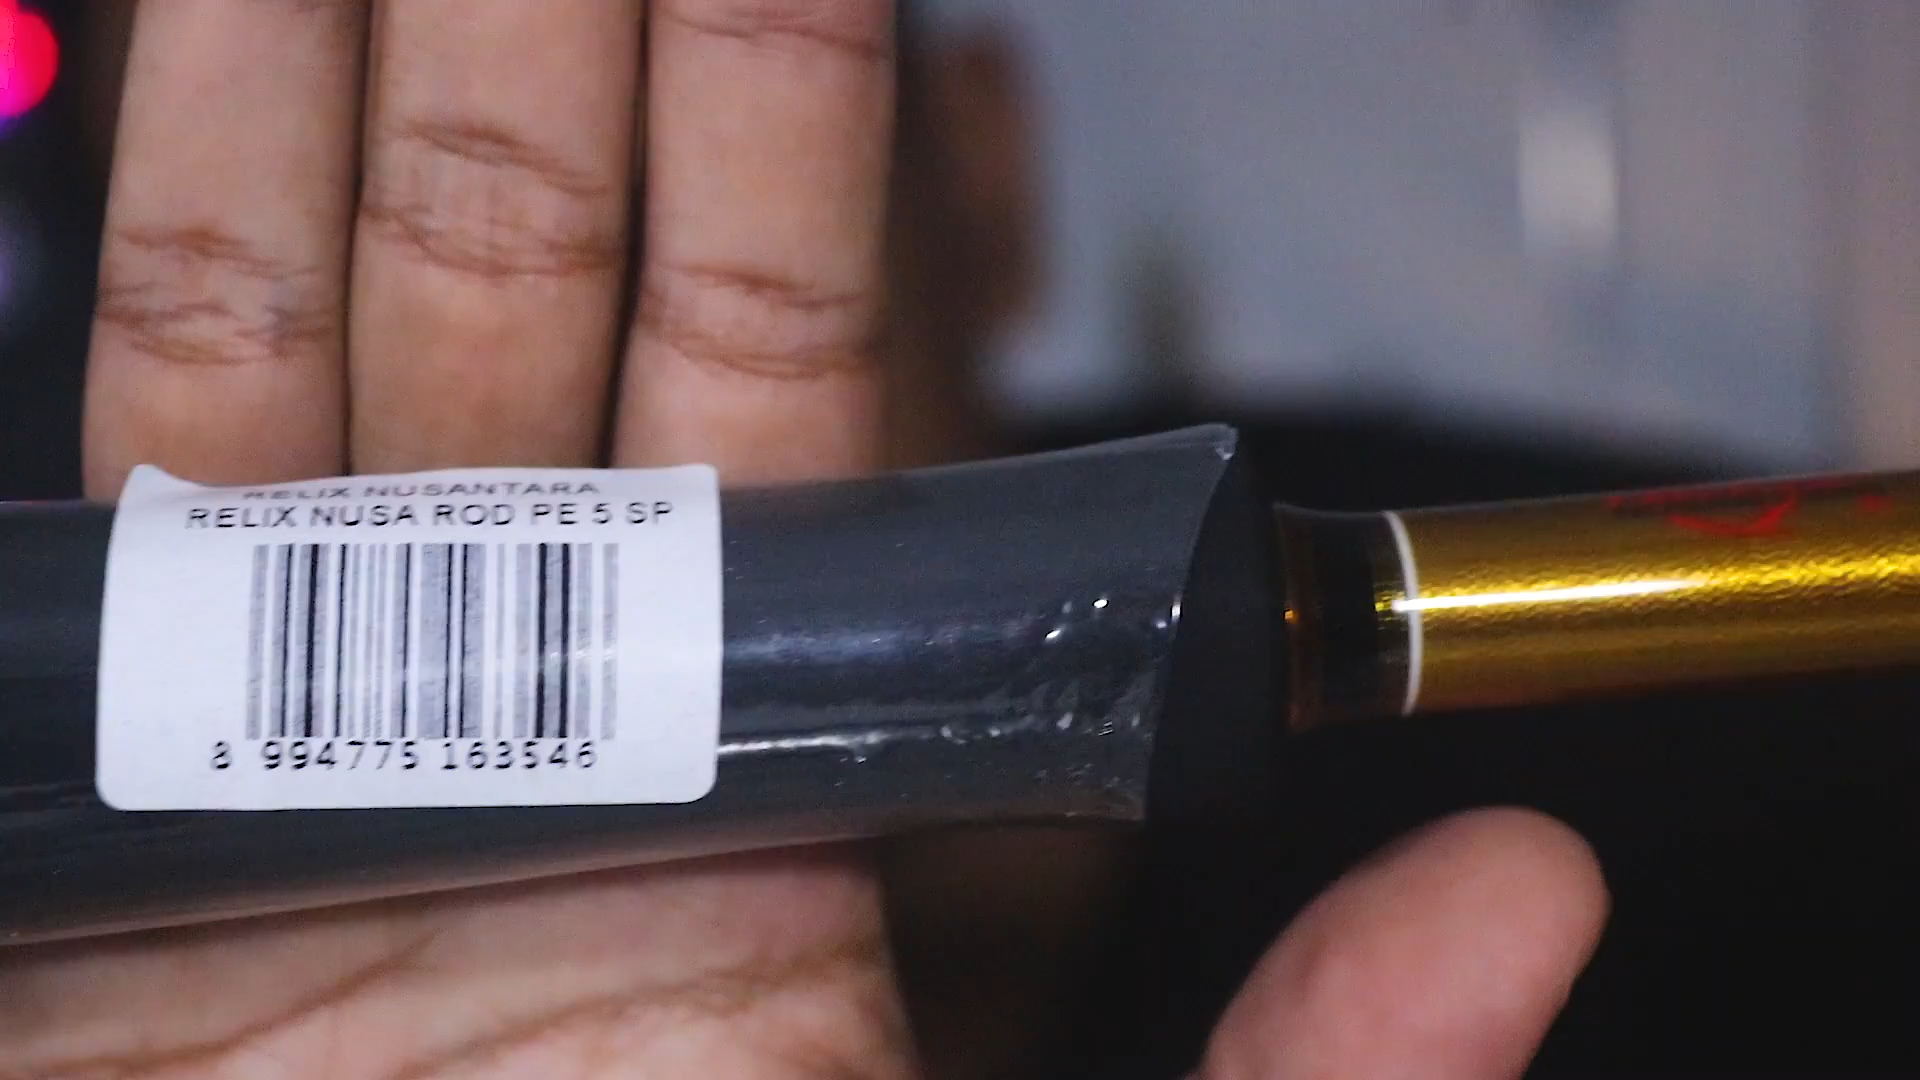 RELIX NUSANTARA
RELIX NUSA ROD PE 5 SP
8 994775 163546